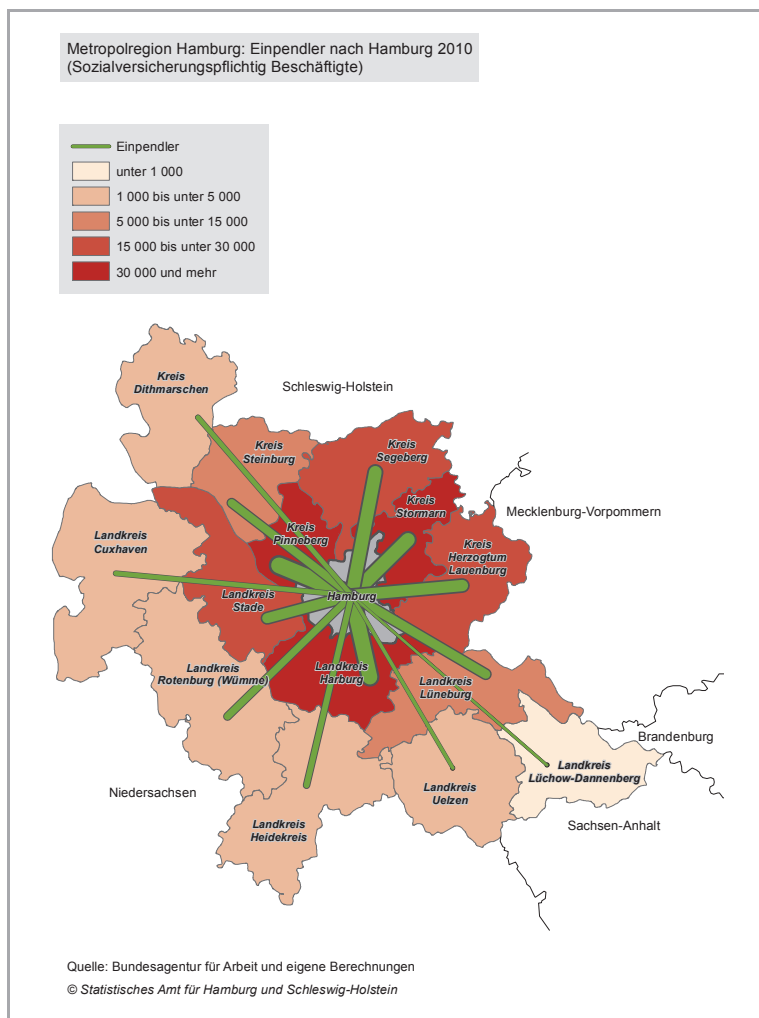 Metropolregion Hamburg: Einpendler nach Hamburg 2010
(Sozialversicherungspflichtig Beschäftigte)
Einpendler
unter 1 000
1 000 bis unter 5 000
5 000 bis unter 15 000
15 000 bis unter 30 000
30 000 und mehr
Kreis
Dithmarschen
Schleswig-Holstein
Kreis
Steinburg
Kreis
Segeberg
Kreis
Stormarn
Mecklenburg-Vorpommern
Kreis
Pinneberg
Landkreis
Cuxhaven
Kreis
Herzogtum
Lauenburg
Landkreis
Stade
Hamburg
Landkreis
Rotenburg (Wümme)
Landkreis
Harburg
Landkreis
Lüneburg
Brandenburg
Landkreis
Lüchow-Dannenberg
Niedersachsen
Landkreis
Uelzen
Sachsen-Anhalt
Landkreis
Heidekreis
Quelle: Bundesagentur für Arbeit und eigene Berechnungen
© Statistisches Amt für Hamburg und Schleswig-Holstein